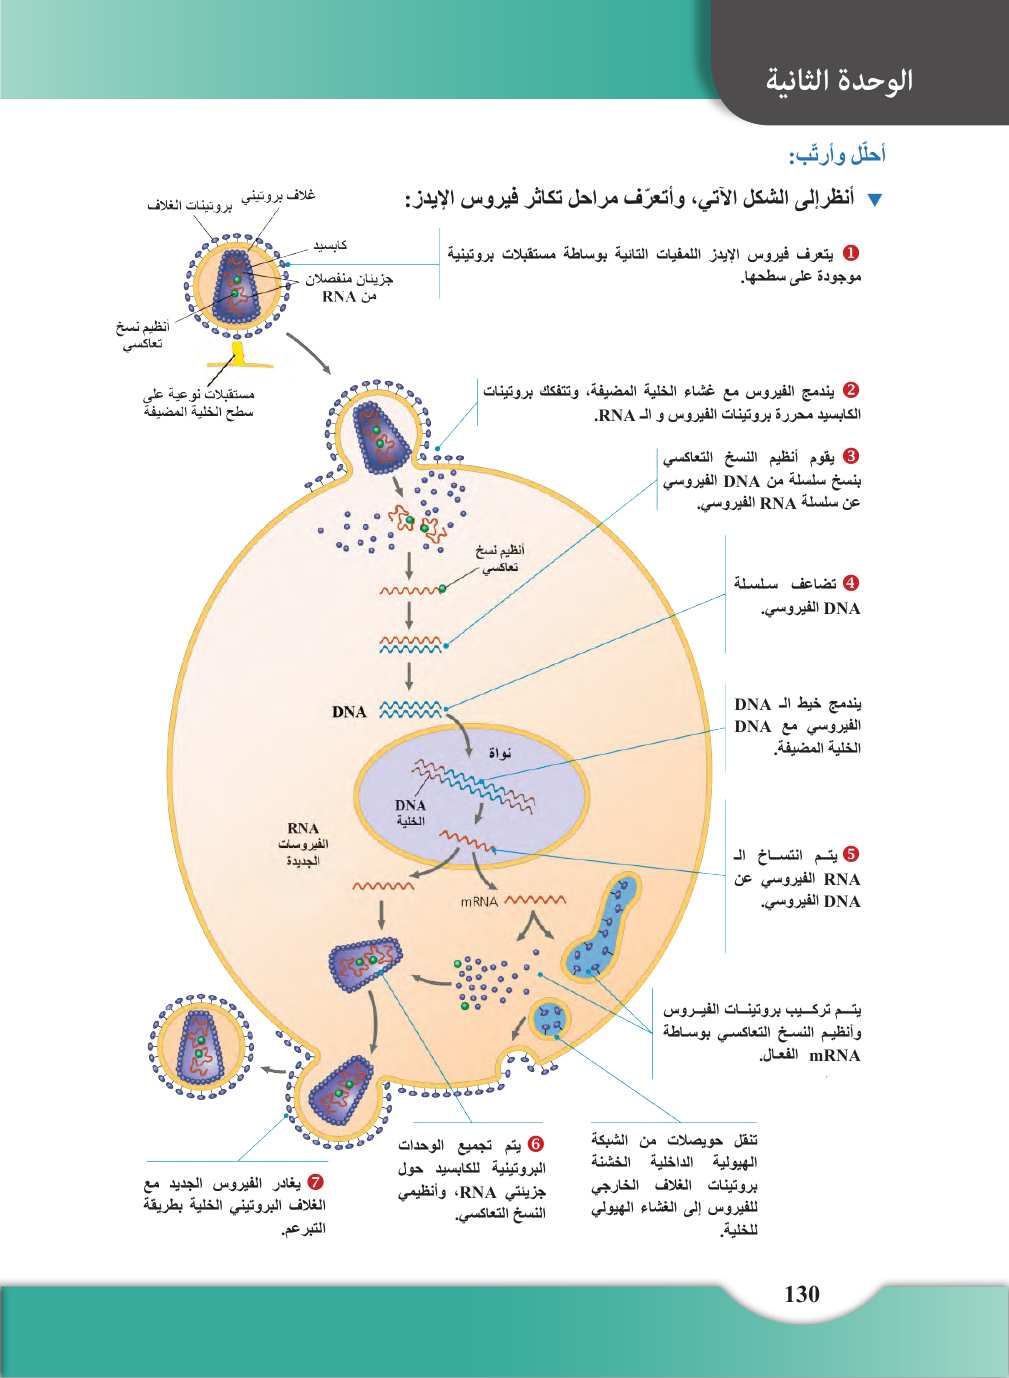 الوحدة الثانية
أحلّل وأرتّب:
▼ أنظر إلى الشكل الآتي، وأتعرّف مراحل تكاثر فيروس الإيدز:
غلاف بروتيني
بروتينات الغلاف
كابسيد
جزيئان منفصلان
من RNA
أنظيم نسخ
تعاكسي
مستقبلات نوعية على
سطح الخلية المضيفة
1 يتعرف فيروس الإيدز اللمفيات التائية بوساطة مستقبلات بروتينية
موجودة على سطحها.
2 يندمج الفيروس مع غشاء الخلية المضيفة، وتتفكك بروتينات
الكابسيد محررة بروتينات الفيروس و الـ RNA.
3 يقوم أنظيم النسخ التعاكسي
بنسخ سلسلة من DNA الفيروسي
عن سلسلة RNA الفيروسي.
أنظيم نسخ
تعاكسي
4 تضاعف سلسلة
DNA الفيروسي.
DNA
يندمج خيط الـ DNA
الفيروسي مع DNA
الخلية المضيفة.
نواة
DNA
الخلية
RNA
الفيروسات
الجديدة
5 يتم انتساخ الـ
RNA الفيروسي عن
DNA الفيروسي.
mRNA
يتم تركيب بروتينات الفيروس
وأنظيم النسخ التعاكسي بوساطة
mRNA الفعال.
تنقل حويصلات من الشبكة
الهيولية الداخلية الخشنة
بروتينات الغلاف الخارجي
للفيروس إلى الغشاء الهيولي
للخلية.
6 يتم تجميع الوحدات
البروتينية للكابسيد حول
جزيئتي RNA، وأنظيمي
النسخ التعاكسي.
7 يغادر الفيروس الجديد مع
الغلاف البروتيني الخلية بطريقة
التبرعم.
130